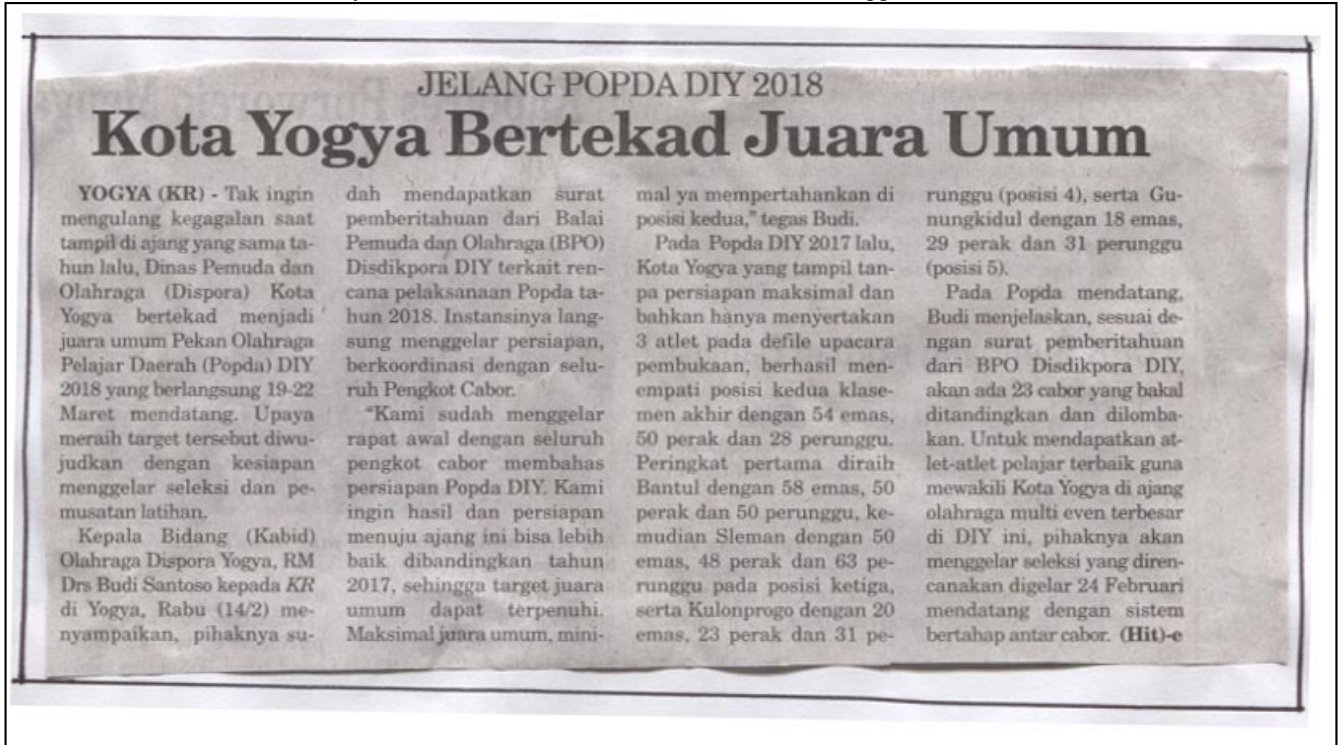 JELANG POPDA DIY 2018
Kota Yogya Bertekad Juara Umum
YOGYA (KR) - Tak ingin
mengulang kegagalan saat
tampil di ajang yang sama ta-
hun lalu, Dinas Pemuda dan
Olahraga (Dispora) Kota
Yogya bertekad menjadi
juara umum Pekan Olahraga
Pelajar Daerah (Popda) DIY
2018 yang berlangsung 19-22
Maret mendatang. Upaya
meraih target tersebut diwu-
judkan dengan kesiapan
menggelar seleksi dan pe-
musatan latihan.
Kepala Bidang (Kabid)
Olahraga Dispora Yogya, RM
Drs Budi Santoso kepada KR
di Yogya, Rabu (14/2) me-
nyampaikan, pihaknya su-
dah mendapatkan surat
pemberitahuan dari Balai
Pemuda dan Olahraga (BPO)
Disdikpora DIY terkait ren-
cana pelaksanaan Popda ta-
hun 2018. Instansinya lang-
sung menggelar persiapan,
berkoordinasi dengan selu-
ruh Pengkot Cabor.
"Kami sudah menggelar
rapat awal dengan seluruh
pengkot cabor membahas
persiapan Popda DIY. Kami
ingin hasil dan persiapan
menuju ajang ini bisa lebih
baik dibandingkan tahun
2017, sehingga target juara
umum dapat terpenuhi.
Maksimal juara umum, mini-
mal ya mempertahankan di
posisi kedua," tegas Budi.
Pada Popda DIY 2017 lalu,
Kota Yogya yang tampil tan-
pa persiapan maksimal dan
bahkan hanya menyertakan
3 atlet pada defile upacara
pembukaan, berhasil men-
empati posisi kedua klase-
men akhir dengan 54 emas,
50 perak dan 28 perunggu.
Peringkat pertama diraih
Bantul dengan 58 emas, 50
perak dan 50 perunggu, ke-
mudian Sleman dengan 50
emas, 48 perak dan 63 pe-
runggu pada posisi ketiga,
serta Kulonprogo dengan 20
emas, 23 perak dan 31 pe-
runggu (posisi 4), serta Gu-
nungkidul dengan 18 emas,
29 perak dan 31 perunggu
(posisi 5).
Pada Popda mendatang,
Budi menjelaskan, sesuai de-
ngan surat pemberitahuan
dari BPO Disdikpora DIY,
akan ada 23 cabor yang bakal
ditandingkan dan dilomba-
kan. Untuk mendapatkan at-
let-atlet pelajar terbaik guna
mewakili Kota Yogya di ajang
olahraga multi even terbesar
di DIY ini, pihaknya akan
menggelar seleksi yang diren-
canakan digelar 24 Februari
mendatang dengan sistem
bertahap antar cabor. (Hit)-e